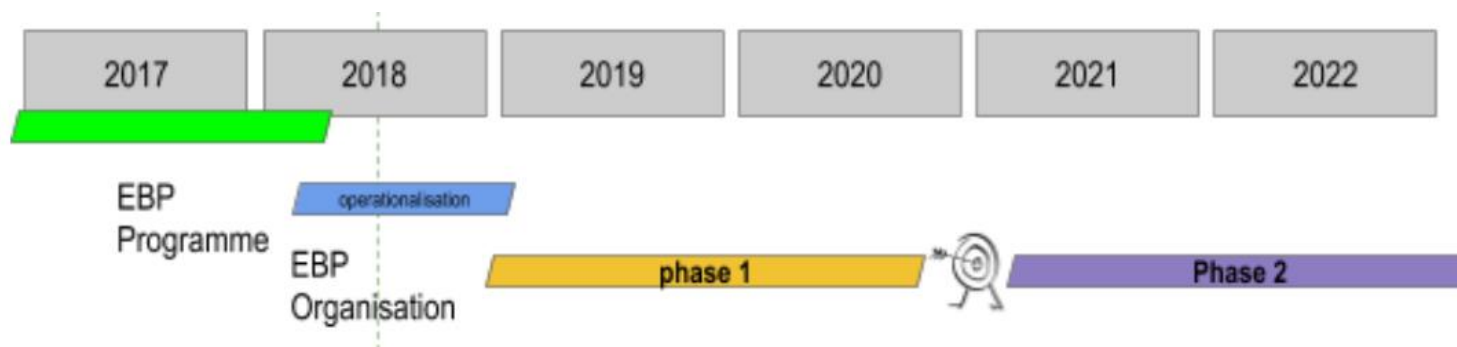 2017 2018 2019 2020 2021 2022
EBP
Programme
operationalisation
EBP
Organisation
phase 1
Phase 2